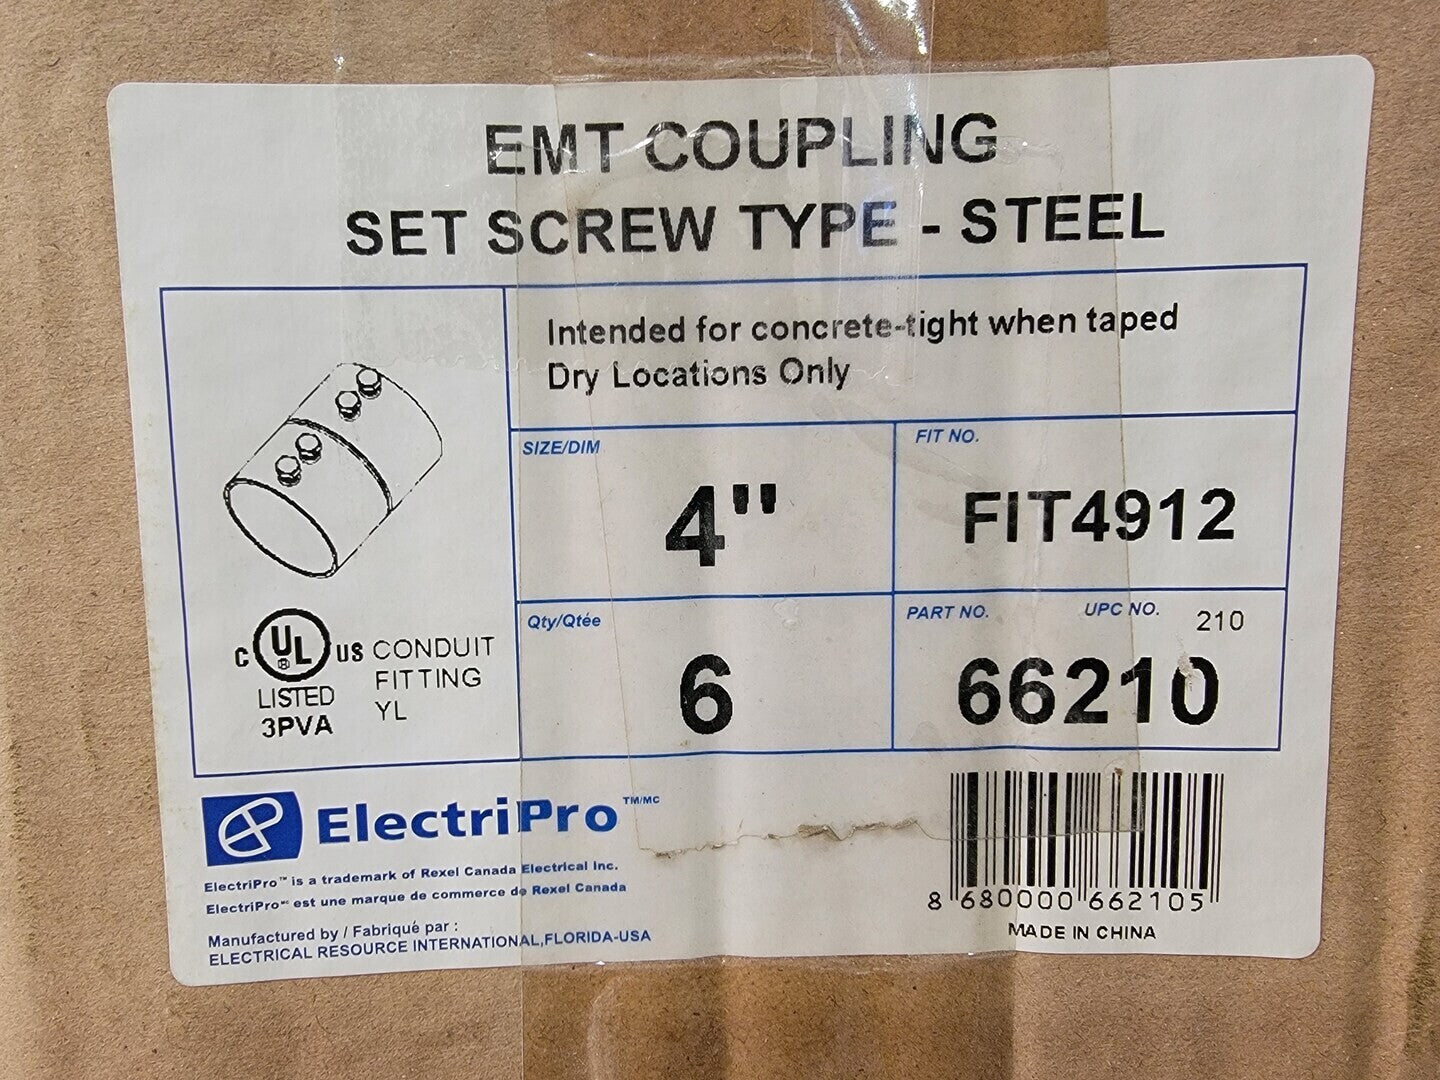 EMT COUPLING
SET SCREW TYPE - STEEL
Intended for concrete-tight when taped
Dry Locations Only
SIZE/DIM
4"
FIT NO.
FIT4912
Qty/Qtée
6
PART NO. UPC NO. 210
66210
C UL ® US CONDUIT
LISTED FITTING
3PVA YL
ElectriPro TM/MC
ElectriPro™ is a trademark of Rexel Canada Electrical Inc.
ElectriPro MC est une marque de commerce de Rexel Canada
Manufactured by / Fabriqué par :
ELECTRICAL RESOURCE INTERNATIONAL,FLORIDA-USA
8 680000 662105
MADE IN CHINA